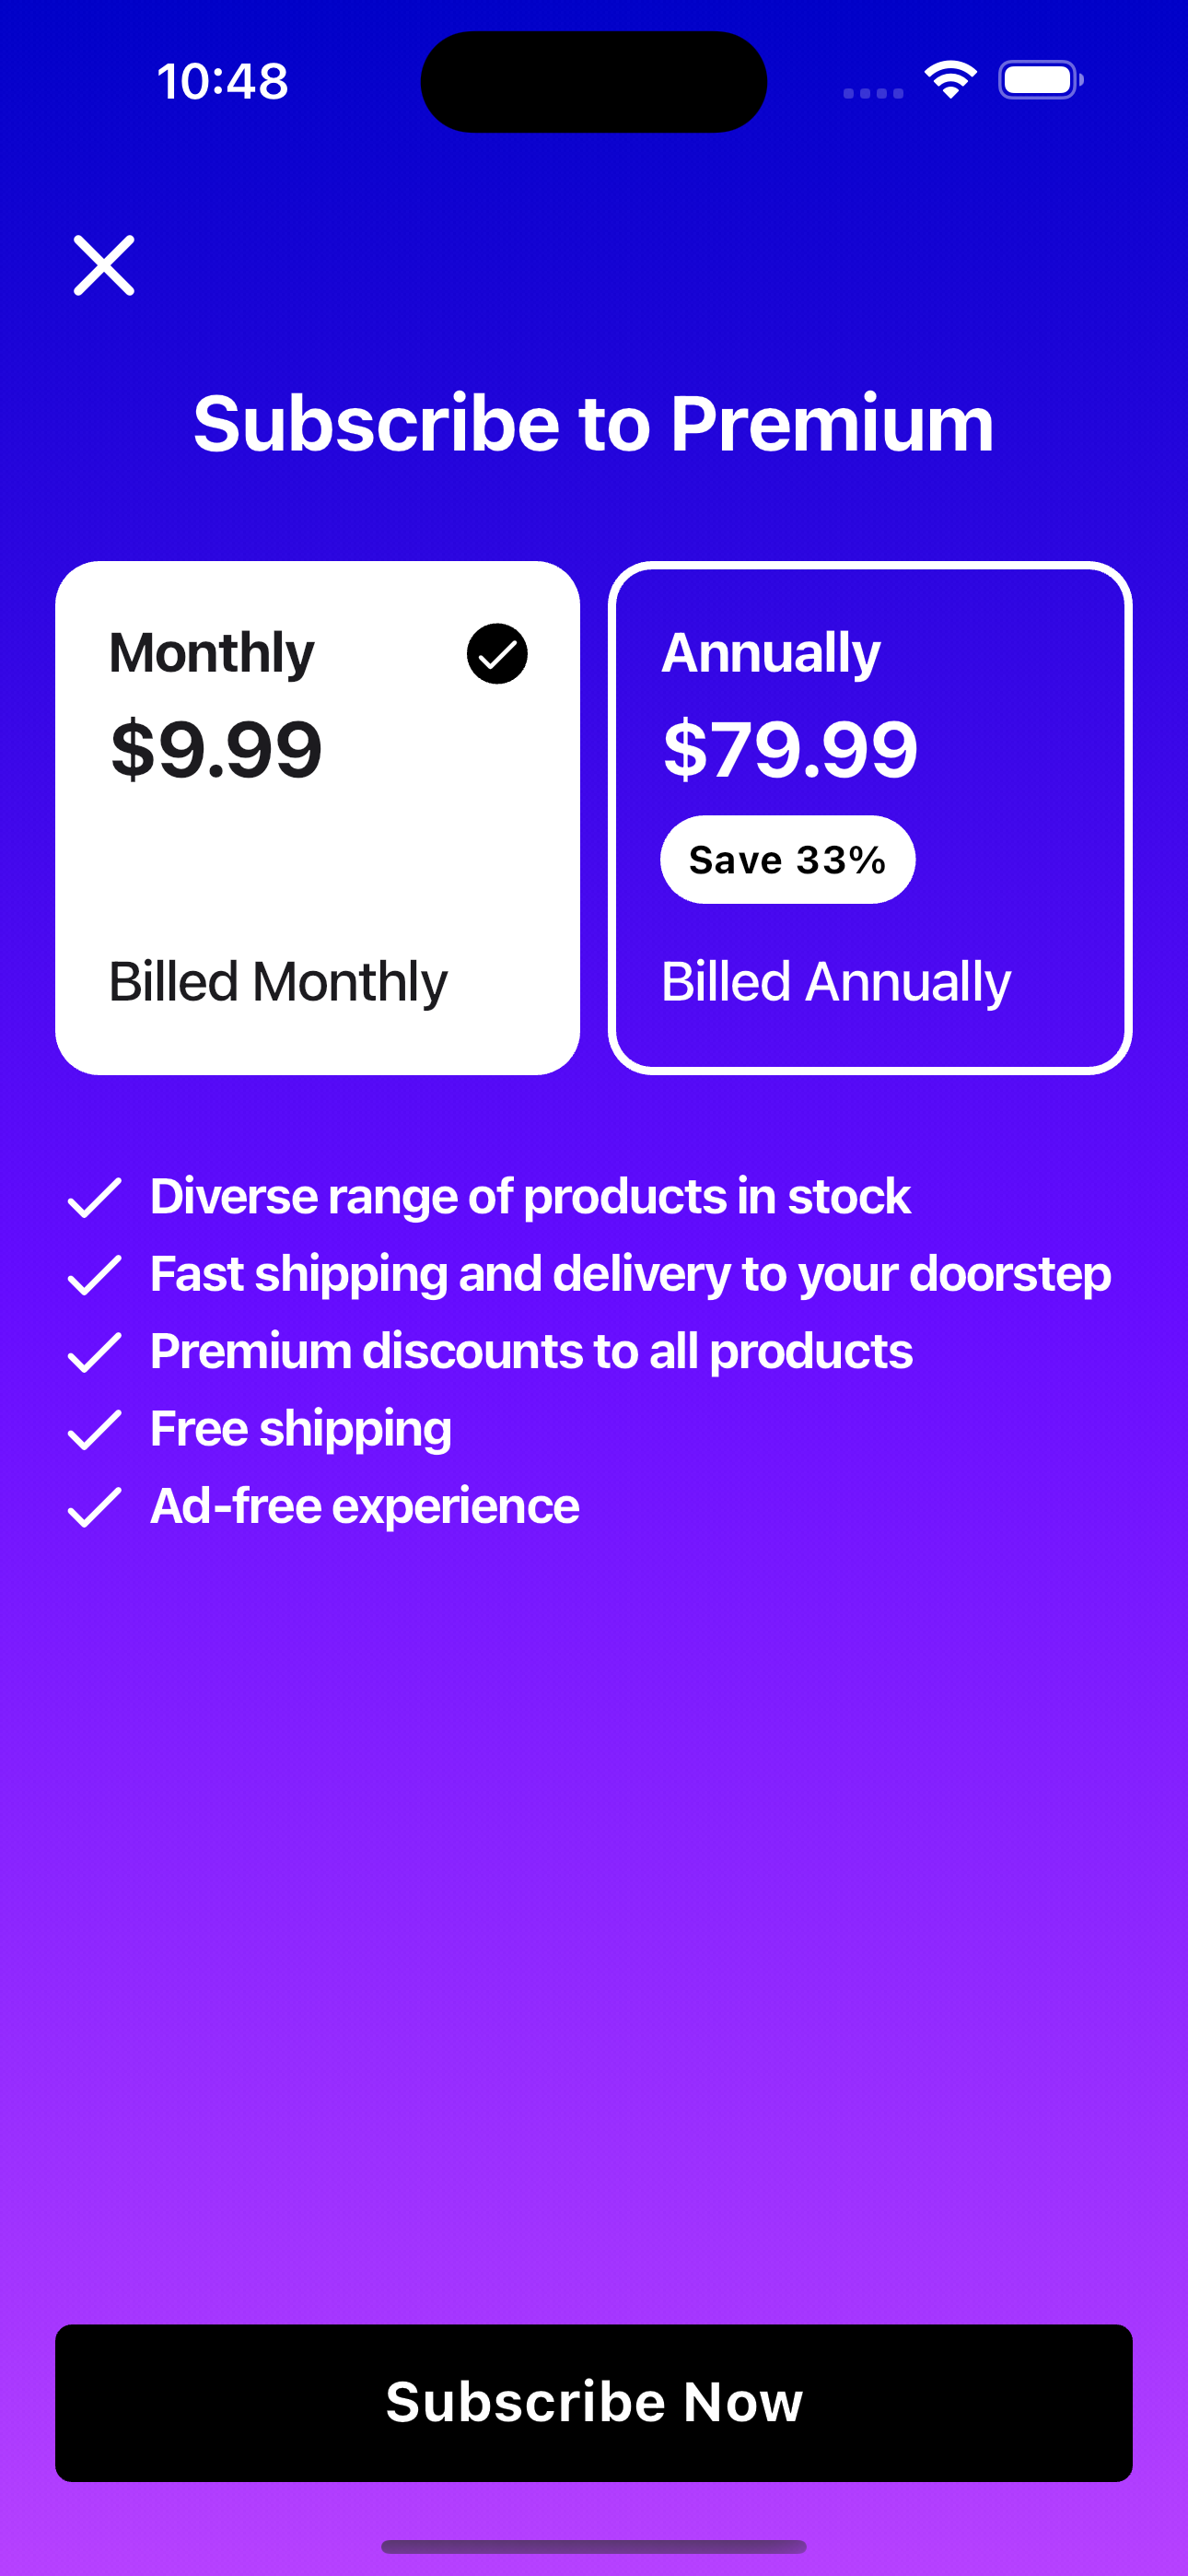 10:48
Subscribe to Premium
Monthly
$9.99
Billed Monthly
Annually
$79.99
Save 33%
Billed Annually
Diverse range of products in stock
Fast shipping and delivery to your doorstep
Premium discounts to all products
Free shipping
Ad-free experience
Subscribe Now